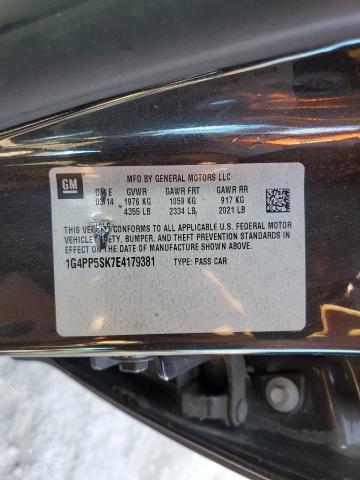 GM
MFD BY GENERAL MOTORS LLC
GVWR GAWR FRT GAWR RR
03/14 1976 KG 1059 KG 917 KG
4355 LB 2334 LB 2021 LB
THIS CONFORMS TO ALL APPLICABLE U.S. FEDERAL MOTOR
VEHICLE BUMPER, AND THEFT PREVENTION STANDARDS
IN EFFECT ON THE DATE OF MANUFACTURE SHOWN ABOVE.
1G4PP5SK7E4179381 TYPE: PASS CAR